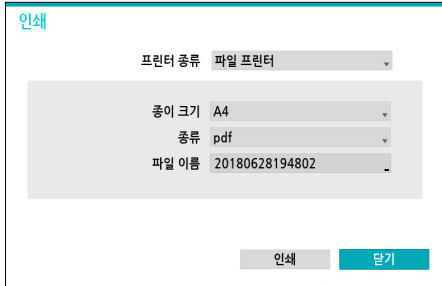 인쇄
프린터 종류 파일 프린터
종이 크기 A4
종류 pdf
파일 이름 20180628194802
인쇄 닫기